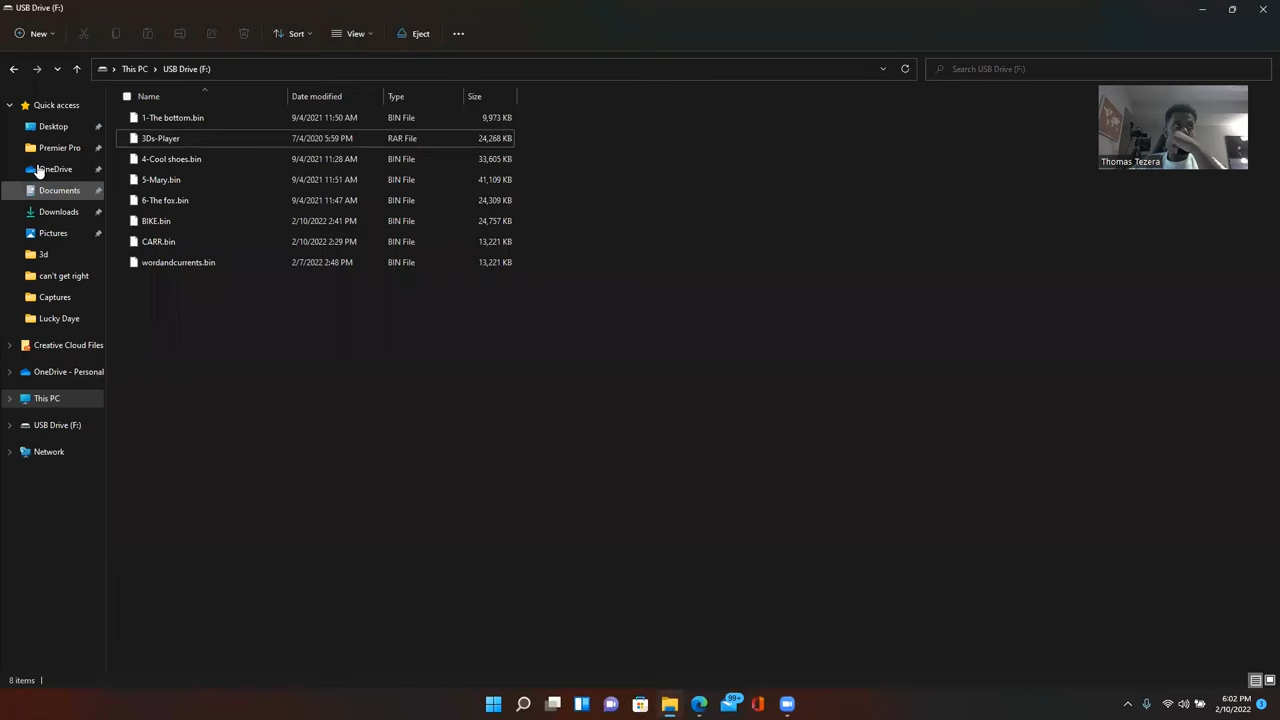 USB Drive (F:)
New
Sort
View
Eject
This PC > USB Drive (F:)
Search USB Drive (F:)
Name Date modified Type Size
1-The bottom.bin 9/4/2021 11:50 AM BIN File 9,973 KB
3Ds-Player 7/4/2020 5:59 PM RAR File 24,268 KB
4-Cool shoes.bin 9/4/2021 11:28 AM BIN File 33,605 KB
5-Mary.bin 9/4/2021 11:51 AM BIN File 41,109 KB
6-The fox.bin 9/4/2021 11:47 AM BIN File 24,309 KB
BIKE.bin 2/10/2022 2:41 PM BIN File 24,757 KB
CARR.bin 2/10/2022 2:29 PM BIN File 13,221 KB
wordandcurrents.bin 2/7/2022 2:48 PM BIN File 13,221 KB
Quick access
Desktop
Premier Pro
OneDrive
Documents
Downloads
Pictures
3d
can't get right
Captures
Lucky Daye
Creative Cloud Files
OneDrive - Personal
This PC
USB Drive (F:)
Network
Thomas Tezera
8 items
99+
6:02 PM
2/10/2022
3